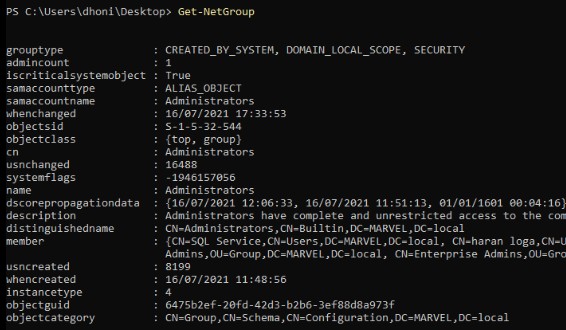 PS C:\Users\dhoni\Desktop> Get-NetGroup
grouptype : CREATED_BY_SYSTEM, DOMAIN_LOCAL_SCOPE, SECURITY
admincount : 1
iscriticalsystemobject : True
samaccounttype : ALIAS_OBJECT
samaccountname : Administrators
whenchanged : 16/07/2021 17:33:53
objectsid : S-1-5-32-544
objectclass : {top, group}
cn : Administrators
usnchanged : 16488
systemflags : -1946157056
name : Administrators
dscorepropagationdata : {16/07/2021 12:06:33, 16/07/2021 11:51:13, 01/01/1601 00:04:16}
description : Administrators have complete and unrestricted access to the com
distinguishedname : CN=Administrators,CN=Builtin,DC=MARVEL,DC=local
member : {CN=SQL Service,CN=Users,DC=MARVEL,DC=local, CN=haran loga,CN=U
Admins,OU=Group,DC=MARVEL,DC=local, CN=Enterprise Admins,OU=Gro
usncreated : 8199
whencreated : 16/07/2021 11:48:56
instancetype : 4
objectguid : 6475b2ef-20fd-42d3-b2b6-3ef88d8a973f
objectcategory : CN=Group,CN=Schema,CN=Configuration,DC=MARVEL,DC=local